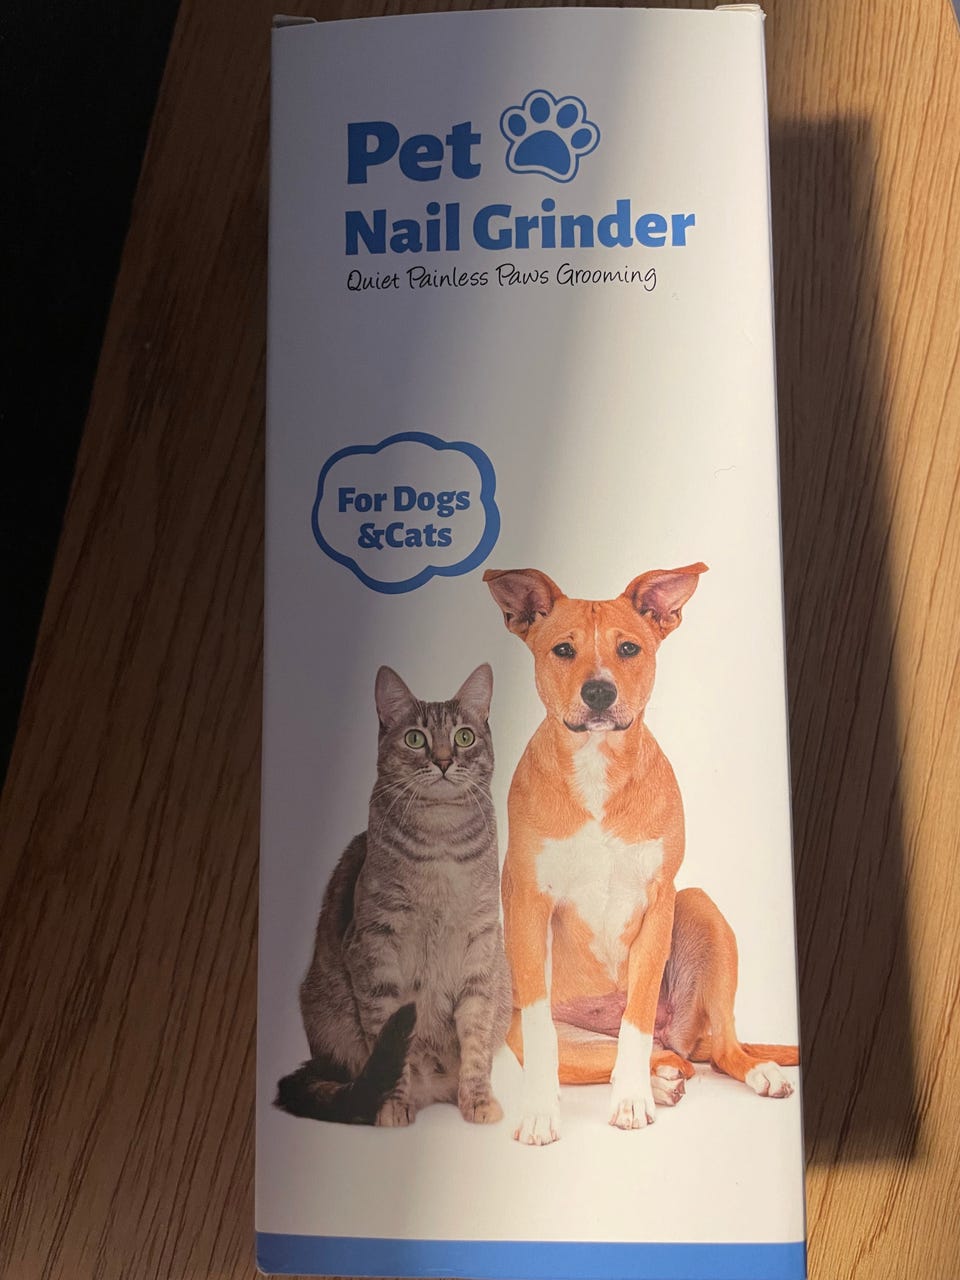 Pet
Nail Grinder
Quiet Painless Paws Grooming
For Dogs
&Cats